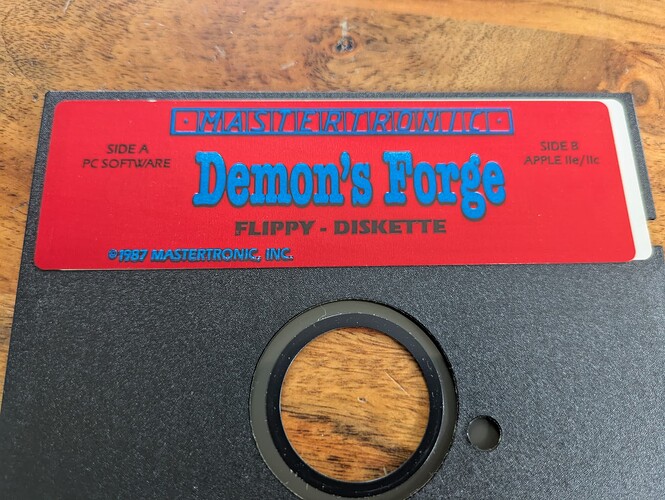 MASTERTRONIC
SIDE A
PC SOFTWARE
Demon's Forge
SIDE B
APPLE IIe/IIc
FLIPPY - DISKETTE
©1987 MASTERTRONIC, INC.